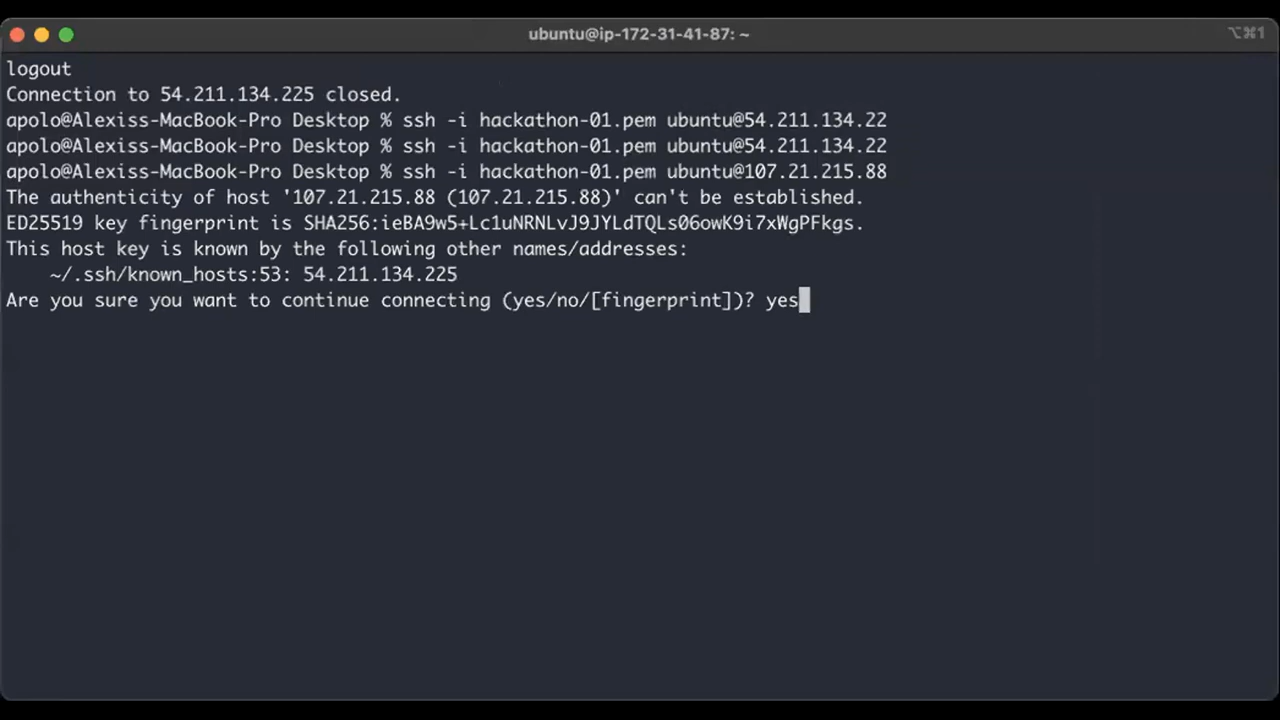 ubuntu@ip-172-31-41-87: ~
⌥⌘1
logout
Connection to 54.211.134.225 closed.
apolo@Alexiss-MacBook-Pro Desktop % ssh -i hackathon-01.pem ubuntu@54.211.134.22
apolo@Alexiss-MacBook-Pro Desktop % ssh -i hackathon-01.pem ubuntu@54.211.134.22
apolo@Alexiss-MacBook-Pro Desktop % ssh -i hackathon-01.pem ubuntu@107.21.215.88
The authenticity of host '107.21.215.88 (107.21.215.88)' can't be established.
ED25519 key fingerprint is SHA256:ieBA9w5+Lc1uNRNLvJ9JYLdTQLs06owK9i7xWgPFkgs.
This host key is known by the following other names/addresses:
    ~/.ssh/known_hosts:53: 54.211.134.225
Are you sure you want to continue connecting (yes/no/[fingerprint])? yes